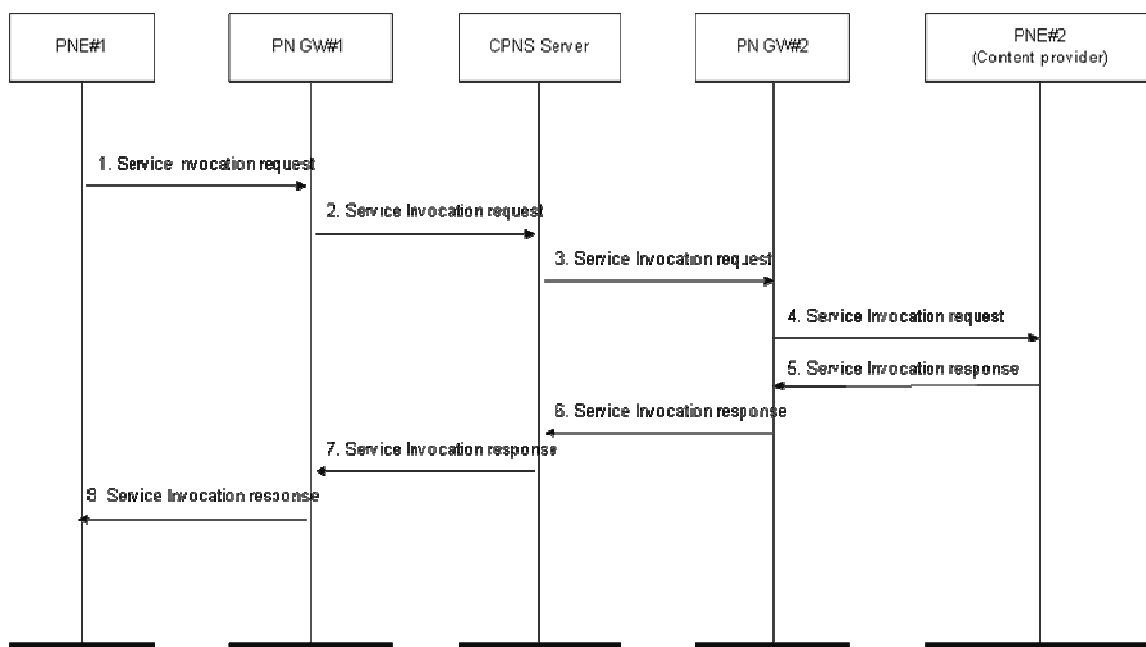 PNE#1
PN GW#1
CPNS Server
PN GW#2
PNE#2
(Content provider)
1. Service Invocation request
2. Service Invocation request
3. Service Invocation request
4. Service Invocation request
5. Service Invocation response
6. Service Invocation response
7. Service Invocation response
8 Service Invocation response